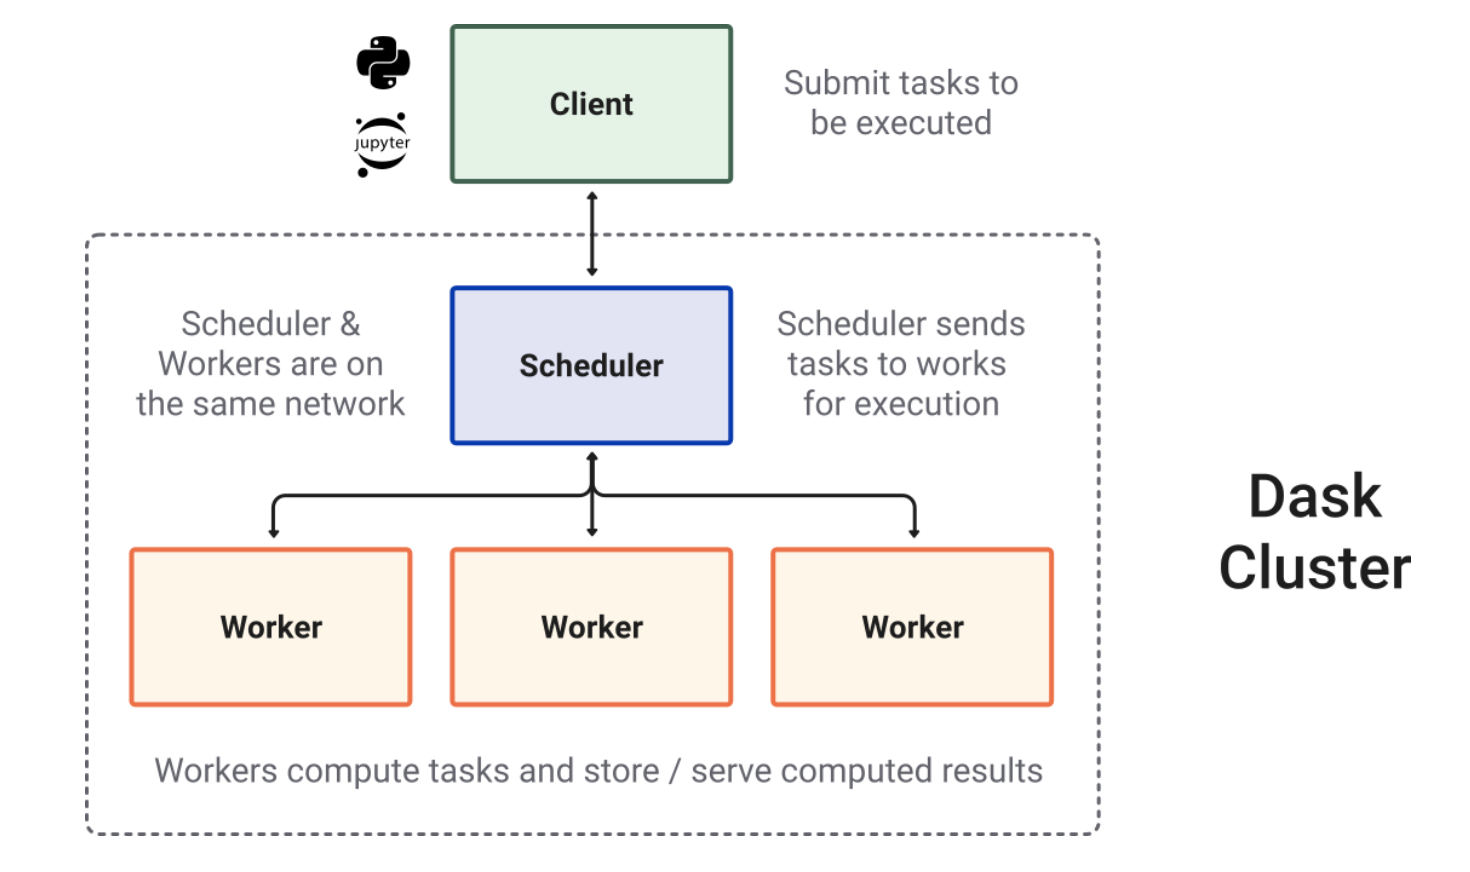 Client
Submit tasks to
be executed
jupyter
Scheduler &
Workers are on
the same network
Scheduler
Scheduler sends
tasks to works
for execution
Dask
Cluster
Worker
Worker
Worker
Workers compute tasks and store / serve computed results